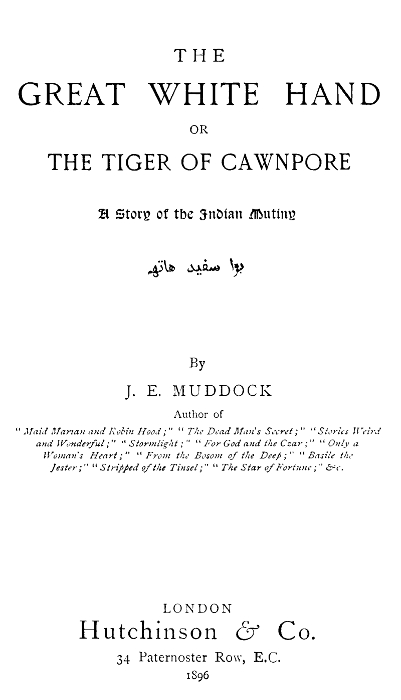 THE
GREAT WHITE HAND
OR
THE TIGER OF CAWNPORE
A Story of the Indian Mutiny
بڑا سفید هاتهہ
By
J. E. MUDDOCK
Author of
"Maid Marian and Robin Hood;" "The Dead Man's Secret;" "Stories Weird
and Wonderful;" "Stormlight;" "For God and the Czar;" "Only a
Woman's Heart;" "From the Bosom of the Deep;" "Basile the
Jester;" "Stripped of the Tinsel;" "The Star of Fortune;" &c.
LONDON
Hutchinson & Co.
34 Paternoster Row, E.C.
1896